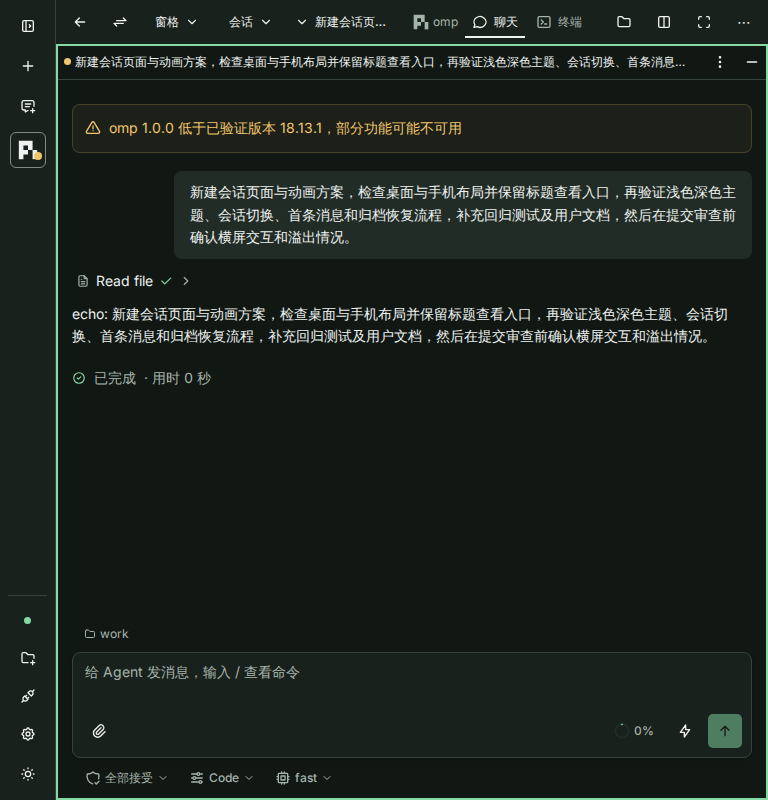 窗格
会话
新建会话页...
omp
聊天
终端
新建会话页面与动画方案，检查桌面与手机布局并保留标题查看入口，再验证浅色深色主题、会话切换、首条消息...
omp 1.0.0 低于已验证版本 18.13.1，部分功能可能不可用
新建会话页面与动画方案，检查桌面与手机布局并保留标题查看入口，再验证浅色深色主
题、会话切换、首条消息和归档恢复流程，补充回归测试及用户文档，然后在提交审查前
确认横屏交互和溢出情况。
Read file
echo: 新建会话页面与动画方案，检查桌面与手机布局并保留标题查看入口，再验证浅色深色主题、会话切
换、首条消息和归档恢复流程，补充回归测试及用户文档，然后在提交审查前确认横屏交互和溢出情况。
已完成 · 用时 0 秒
work
给 Agent 发消息，输入 / 查看命令
0%
全部接受
Code
fast